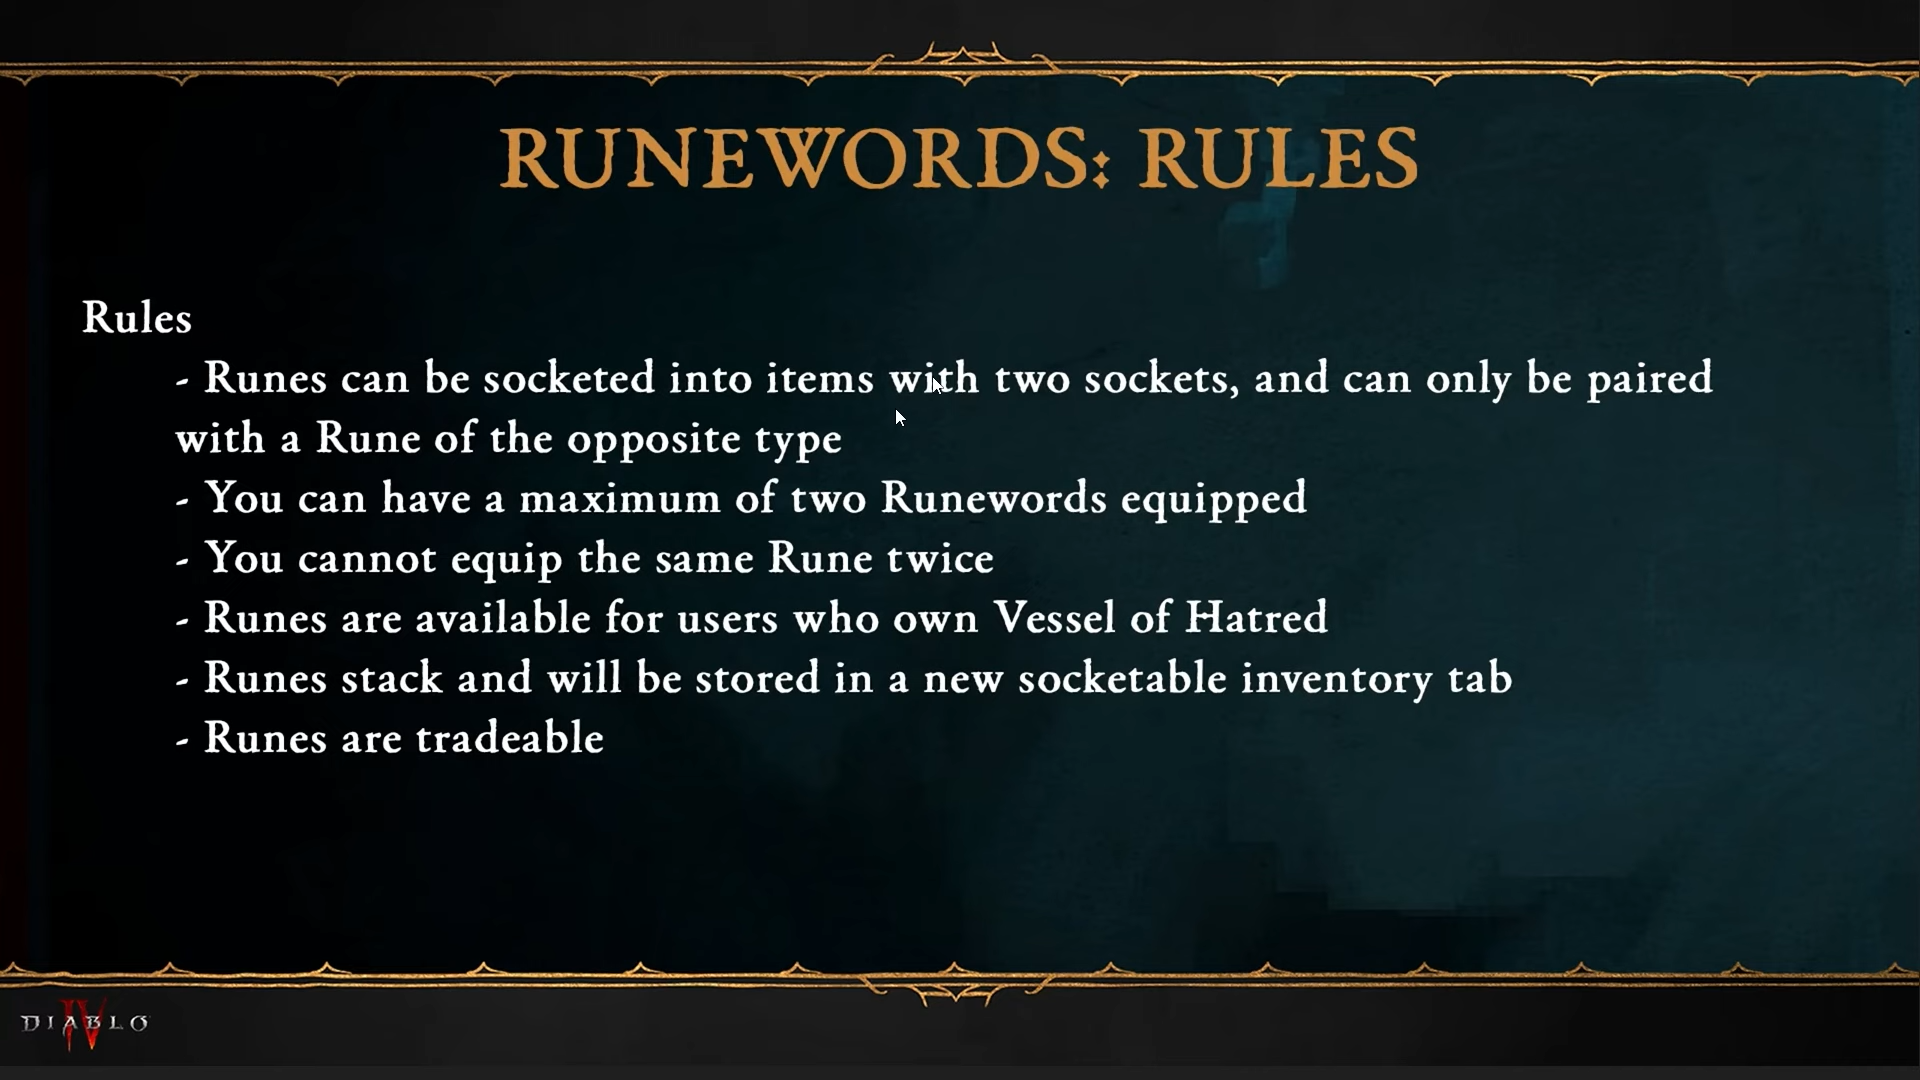 RUNEWORDS: RULES
Rules
- Runes can be socketed into items with two sockets, and can only be paired
with a Rune of the opposite type
- You can have a maximum of two Runewords equipped
- You cannot equip the same Rune twice
- Runes are available for users who own Vessel of Hatred
- Runes stack and will be stored in a new socketable inventory tab
- Runes are tradeable
DIABLO IV